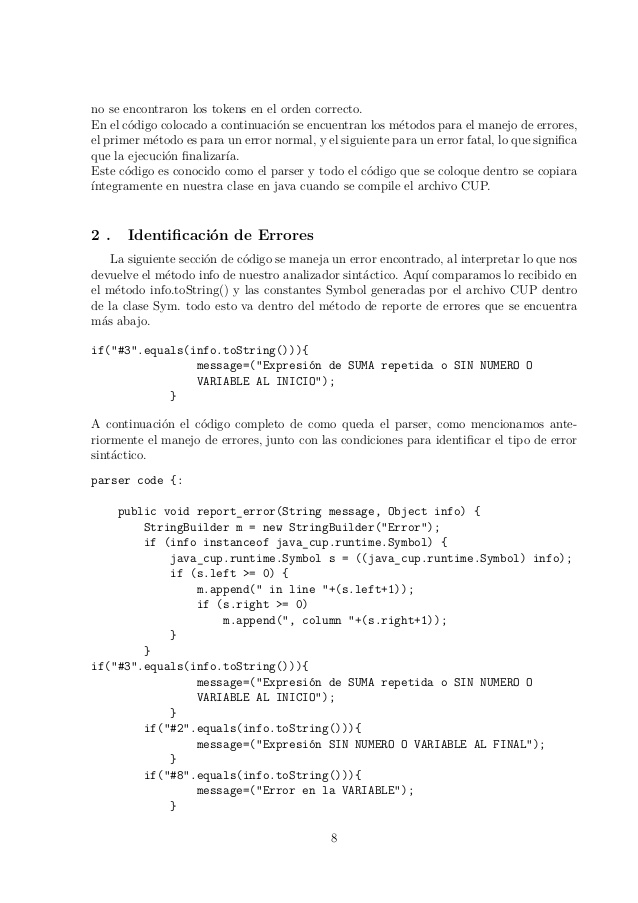 no se encontraron los tokens en el orden correcto.
En el código colocado a continuación se encuentran los métodos para el manejo de errores,
el primer método es para un error normal, y el siguiente para un error fatal, lo que significa
que la ejecución finalizaría.
Este código es conocido como el parser y todo el código que se coloque dentro se copiara
íntegramente en nuestra clase en java cuando se compile el archivo CUP.
2 . Identificación de Errores
La siguiente sección de código se maneja un error encontrado, al interpretar lo que nos
devuelve el método info de nuestro analizador sintáctico. Aquí comparamos lo recibido en
el método info.toString() y las constantes Symbol generadas por el archivo CUP dentro
de la clase Sym. todo esto va dentro del método de reporte de errores que se encuentra
más abajo.
if("#3".equals(info.toString())){
message=("Expresión de SUMA repetida o SIN NUMERO O
VARIABLE AL INICIO");
}
A continuación el código completo de como queda el parser, como mencionamos ante-
riormente el manejo de errores, junto con las condiciones para identificar el tipo de error
sintáctico.
parser code {:
public void report_error(String message, Object info) {
StringBuilder m = new StringBuilder("Error");
if (info instanceof java_cup.runtime.Symbol) {
java_cup.runtime.Symbol s = ((java_cup.runtime.Symbol) info);
if (s.left >= 0) {
m.append(" in line "+(s.left+1));
if (s.right >= 0)
m.append(", column "+(s.right+1));
}
}
if("#3".equals(info.toString())){
message=("Expresión de SUMA repetida o SIN NUMERO O
VARIABLE AL INICIO");
}
if("#2".equals(info.toString())){
message=("Expresión SIN NUMERO O VARIABLE AL FINAL");
}
if("#8".equals(info.toString())){
message=("Error en la VARIABLE");
}
8